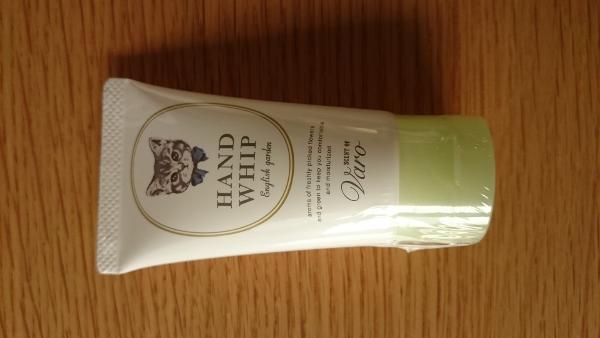 HAND
WHIP
English garden
aroma of freshly picked flowers
and green to keep you comfortable
and moisturized
SCENT OF
Varo